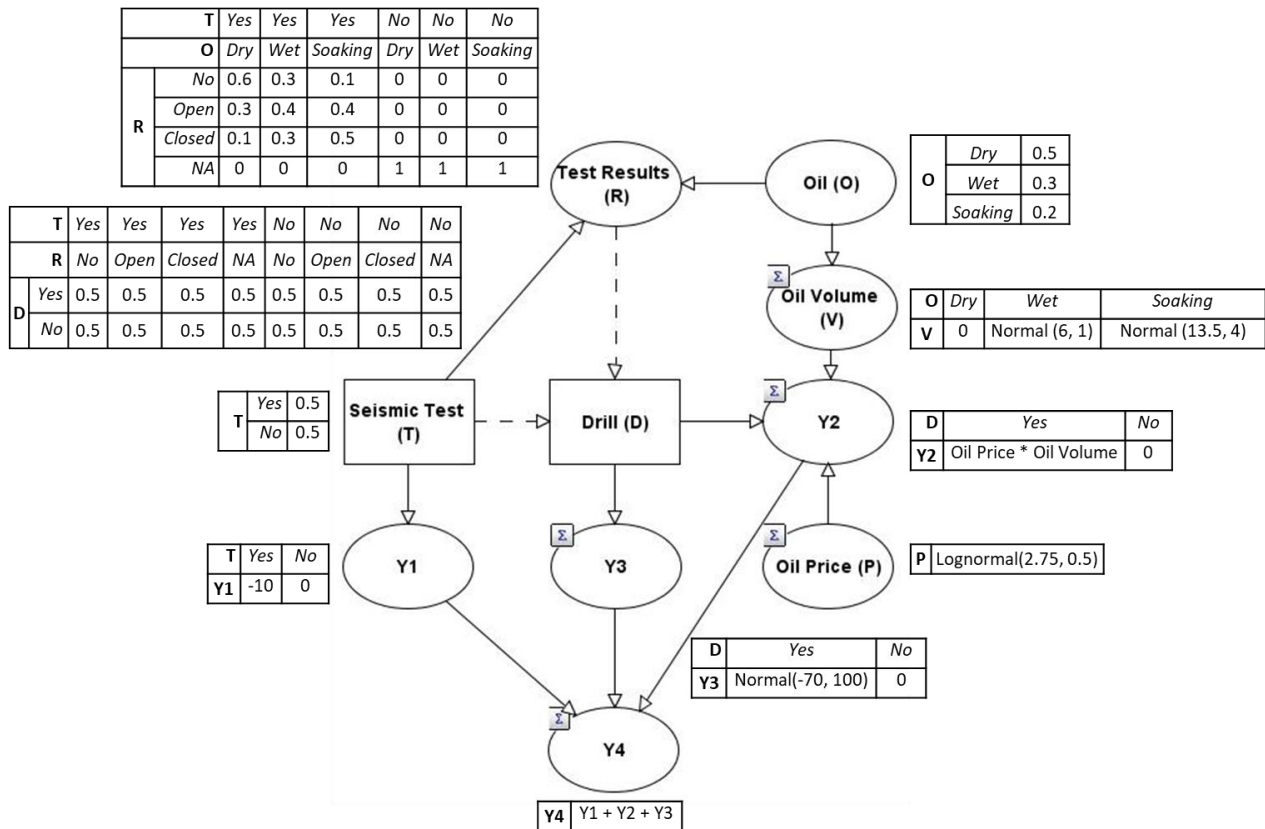 T Yes Yes Yes No No No
O Dry Wet Soaking Dry Wet Soaking
R
No 0.6 0.3 0.1 0 0 0
Open 0.3 0.4 0.4 0 0 0
Closed 0.1 0.3 0.5 0 0 0
NA 0 0 0 1 1 1
Test Results
(R)
Oil (O)
O
Dry 0.5
Wet 0.3
Soaking 0.2
T Yes Yes Yes Yes No No No No
R No Open Closed NA No Open Closed NA
D
Yes 0.5 0.5 0.5 0.5 0.5 0.5 0.5 0.5
No 0.5 0.5 0.5 0.5 0.5 0.5 0.5 0.5
Σ
Oil Volume
(V)
O Dry Wet Soaking
V 0 Normal (6, 1) Normal (13.5, 4)
T
Yes 0.5
No 0.5
Seismic Test
(T)
Drill (D)
Σ
Y2
D Yes No
Y2 Oil Price * Oil Volume 0
T Yes No
Y1 -10 0
Y1
Σ
Y3
Σ
Oil Price (P)
P Lognormal(2.75, 0.5)
D Yes No
Y3 Normal(-70, 100) 0
Σ
Y4
Y4 Y1 + Y2 + Y3